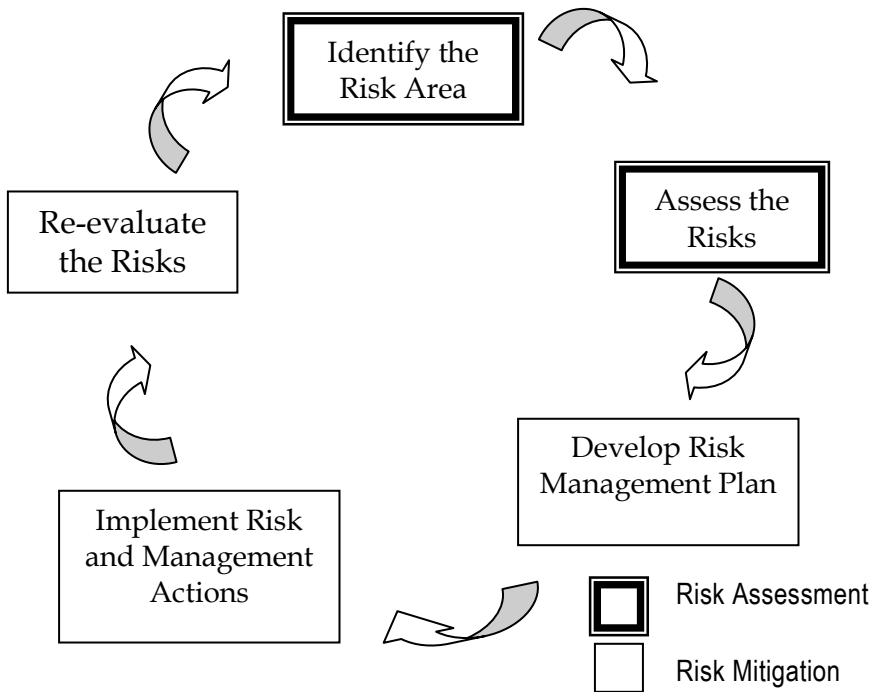 Identify the
Risk Area
Assess the
Risks
Re-evaluate
the Risks
Develop Risk
Management Plan
Implement Risk
and Management
Actions
Risk Assessment
Risk Mitigation